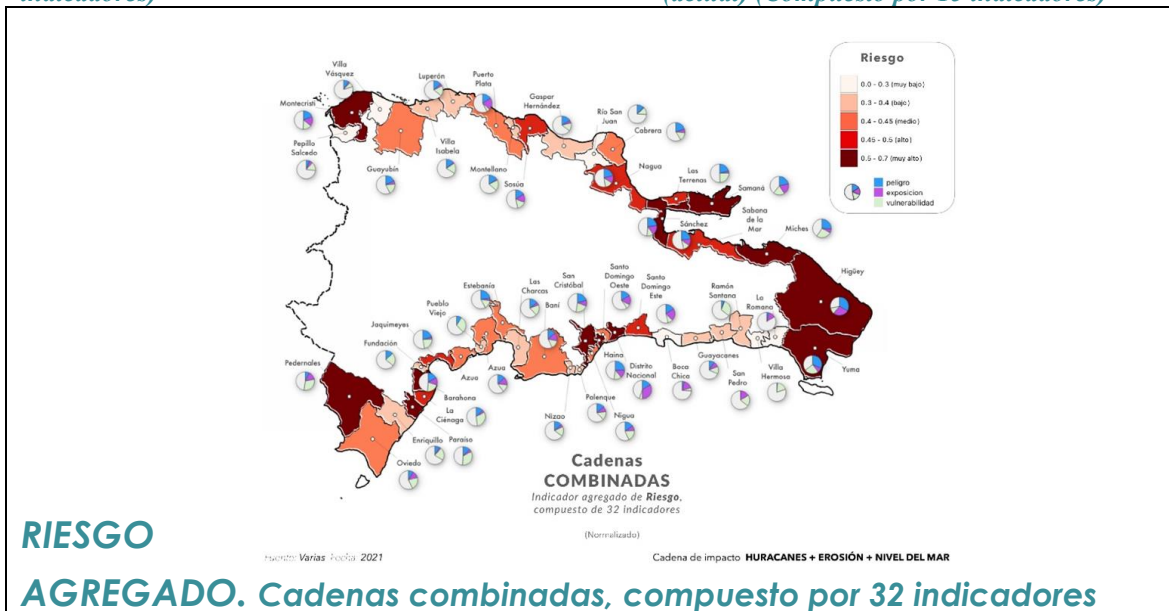 (Compuesto por
Riesgo
0.0 - 0.3 (muy bajo)
0.3 - 0.4 (bajo)
0.4 - 0.45 (medio)
0.45 - 0.5 (alto)
0.5 - 0.7 (muy alto)
peligro
exposicion
vulnerabilidad
Villa
Vásquez
Luperón
Puerto
Plata
Montecristi
Gaspar
Hernández
Río San
Juan
Cabrera
Pepillo
Salcedo
Guayubín
Villa
Isabela
Montellano
Sosúa
Nagua
Las
Terrenas
Samaná
Sánchez
Sabana
de la
Mar
Miches
Higüey
Estebanía
Las
Charcas
San
Cristóbal
Baní
Santo
Domingo
Oeste
Santo
Domingo
Este
Ramón
Santana
La
Romana
Pueblo
Viejo
Jaquimeyes
Fundación
Pedernales
Azua
Azua
Haina
Distrito
Nacional
Boca
Chica
Guayacanes
San
Pedro
Villa
Hermosa
Yuma
Barahona
La
Ciénaga
Nizao
Palenque
Nigua
Enriquillo
Paraíso
Oviedo
Cadenas
COMBINADAS
Indicador agregado de Riesgo,
compuesto de 32 indicadores
(Normalizado)
Fuente: Varias Fecha 2021
Cadena de impacto HURACANES + EROSIÓN + NIVEL DEL MAR
RIESGO
AGREGADO. Cadenas combinadas, compuesto por 32 indicadores